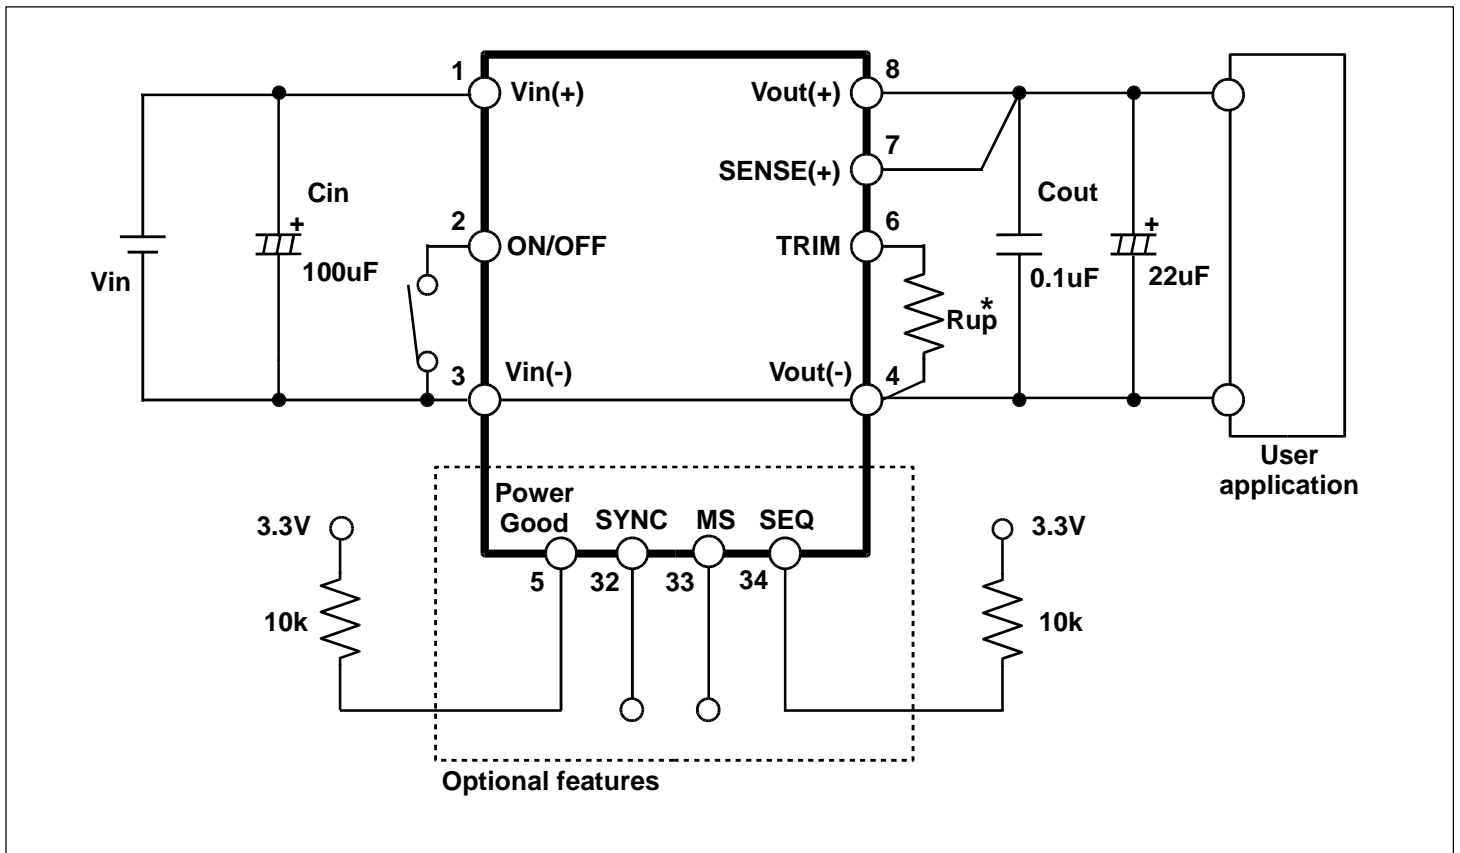 1
Vin(+)
Vout(+)
8
7
SENSE(+)
Cin
+
100uF
2
ON/OFF
TRIM
6
Cout
+
0.1uF
22uF
Vin
Rup*
3
Vin(-)
Vout(-)
4
User
application
Power
Good
SYNC
MS
SEQ
3.3V
3.3V
5
32
33
34
10k
10k
Optional features